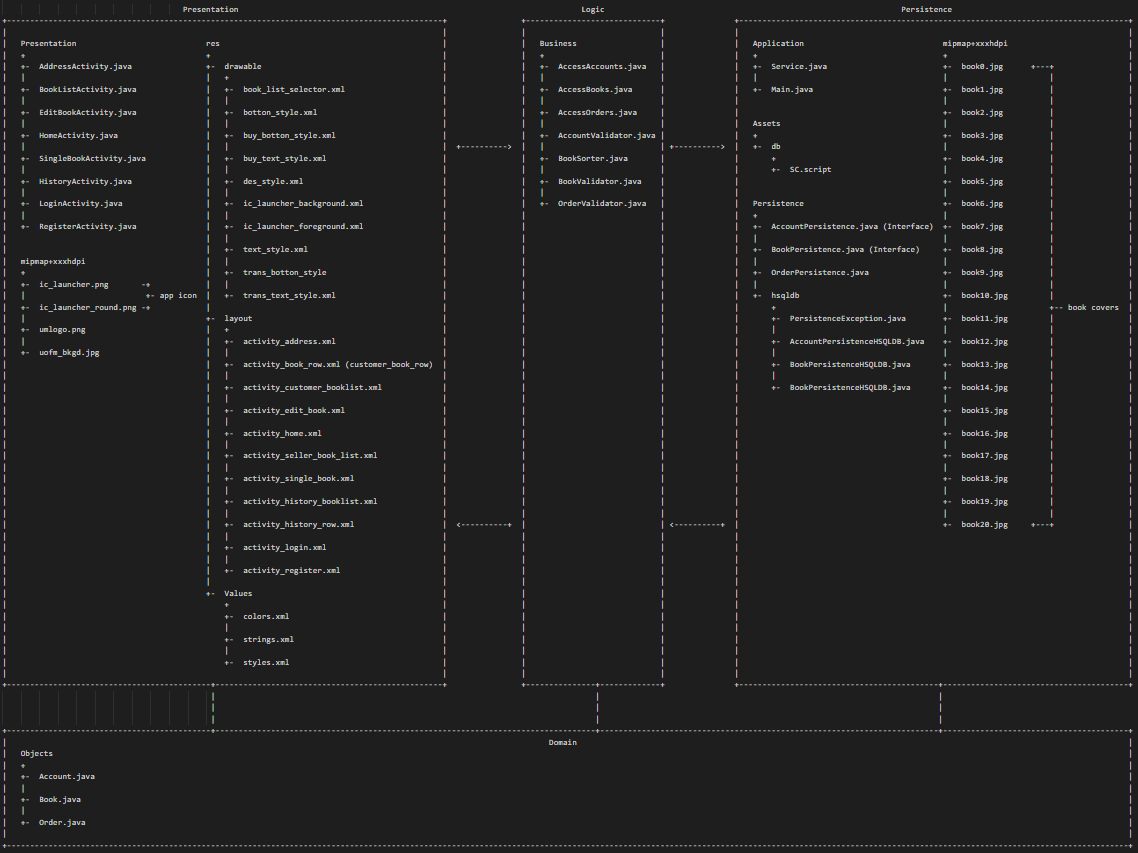 Presentation
Logic
Persistence
Presentation
AddressActivity.java
BookListActivity.java
EditBookActivity.java
HomeActivity.java
SingleBookActivity.java
HistoryActivity.java
LoginActivity.java
RegisterActivity.java
mipmap+xxxhdpi
ic_launcher.png
app icon
ic_launcher_round.png
umlogo.png
uofm_bkgd.jpg
res
drawable
book_list_selector.xml
botton_style.xml
buy_botton_style.xml
buy_text_style.xml
des_style.xml
ic_launcher_background.xml
ic_launcher_foreground.xml
text_style.xml
trans_botton_style
trans_text_style.xml
layout
activity_address.xml
activity_book_row.xml (customer_book_row)
activity_customer_booklist.xml
activity_edit_book.xml
activity_home.xml
activity_seller_book_list.xml
activity_single_book.xml
activity_history_booklist.xml
activity_history_row.xml
activity_login.xml
activity_register.xml
Values
colors.xml
strings.xml
styles.xml
Business
AccessAccounts.java
AccessBooks.java
AccessOrders.java
AccountValidator.java
BookSorter.java
BookValidator.java
OrderValidator.java
Application
Service.java
Main.java
Assets
db
SC.script
Persistence
AccountPersistence.java (Interface)
BookPersistence.java (Interface)
OrderPersistence.java
hsqldb
PersistenceException.java
AccountPersistenceHSQLDB.java
BookPersistenceHSQLDB.java
BookPersistenceHSQLDB.java
mipmap+xxxhdpi
book0.jpg
book1.jpg
book2.jpg
book3.jpg
book4.jpg
book5.jpg
book6.jpg
book7.jpg
book8.jpg
book9.jpg
book10.jpg
book11.jpg
book12.jpg
book13.jpg
book14.jpg
book15.jpg
book16.jpg
book17.jpg
book18.jpg
book19.jpg
book20.jpg
book covers
Domain
Objects
Account.java
Book.java
Order.java